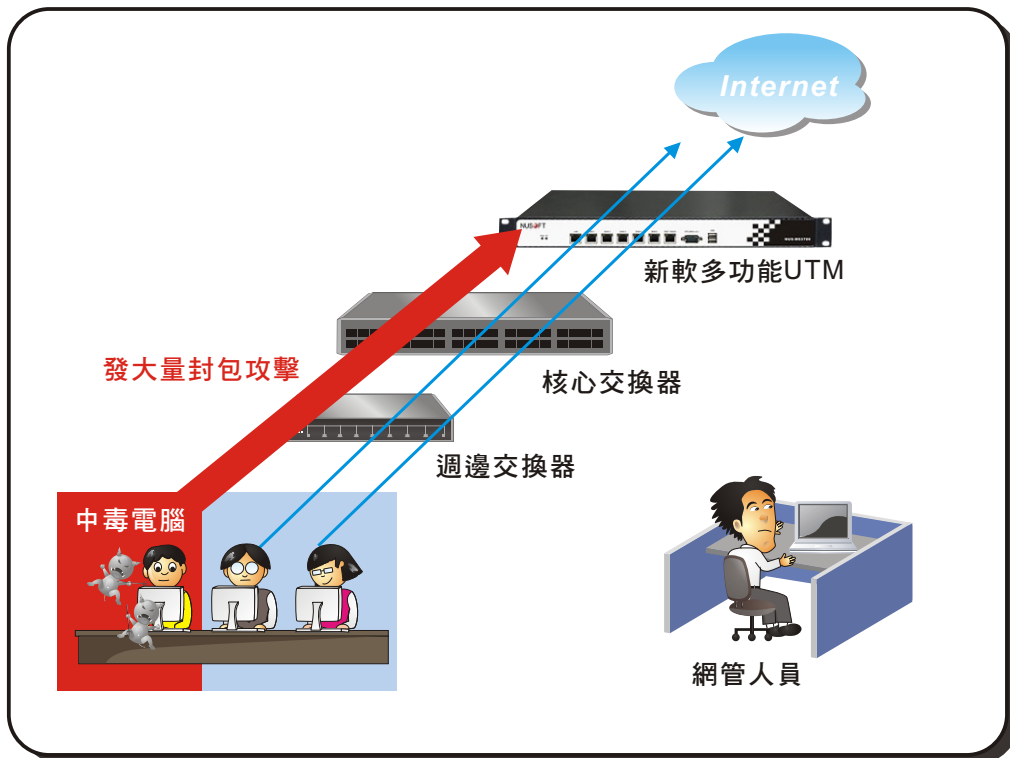 Internet
NUSOFT
新軟多功能UTM
發大量封包攻擊
核心交換器
週邊交換器
中毒電腦
網管人員